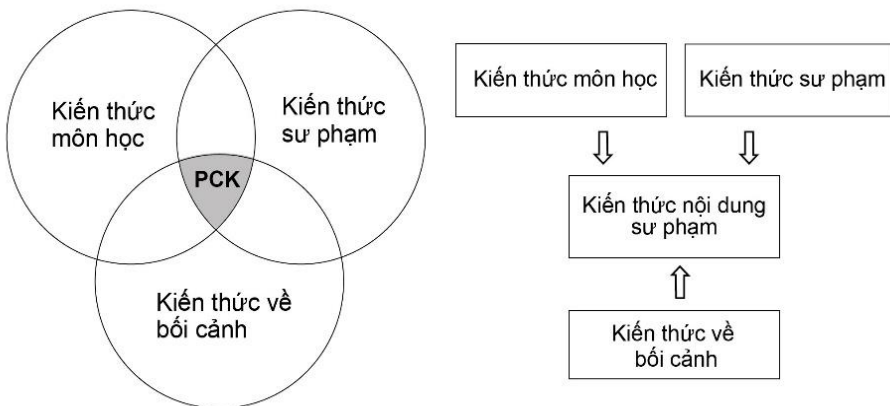 Kiến thức
môn học
Kiến thức
sư phạm
PCK
Kiến thức về
bối cảnh
Kiến thức môn học
Kiến thức sư phạm
Kiến thức nội dung
sư phạm
Kiến thức về
bối cảnh